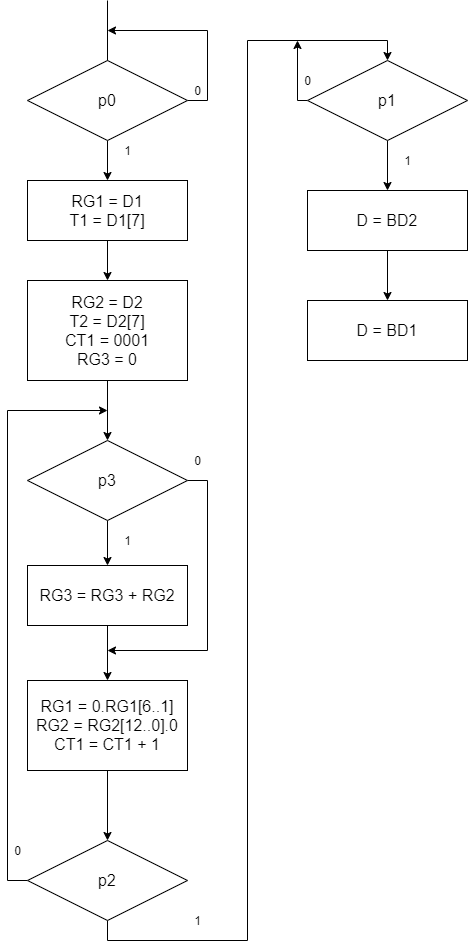 p0
0
1
RG1 = D1
T1 = D1[7]
RG2 = D2
T2 = D2[7]
CT1 = 0001
RG3 = 0
p3
0
1
RG3 = RG3 + RG2
RG1 = 0.RG1[6..1]
RG2 = RG2[12..0].0
CT1 = CT1 + 1
p2
0
1
p1
0
1
D = BD2
D = BD1